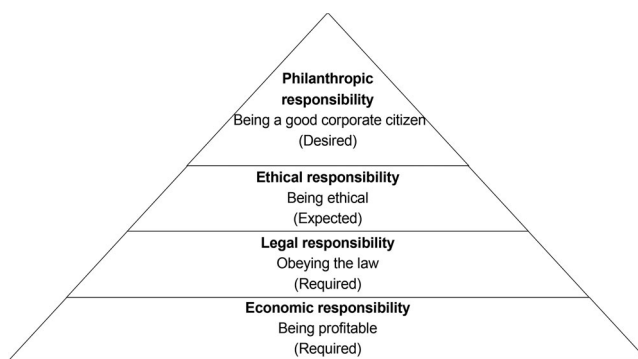 Philanthropic
responsibility
Being a good corporate citizen
(Desired)
Ethical responsibility
Being ethical
(Expected)
Legal responsibility
Obeying the law
(Required)
Economic responsibility
Being profitable
(Required)